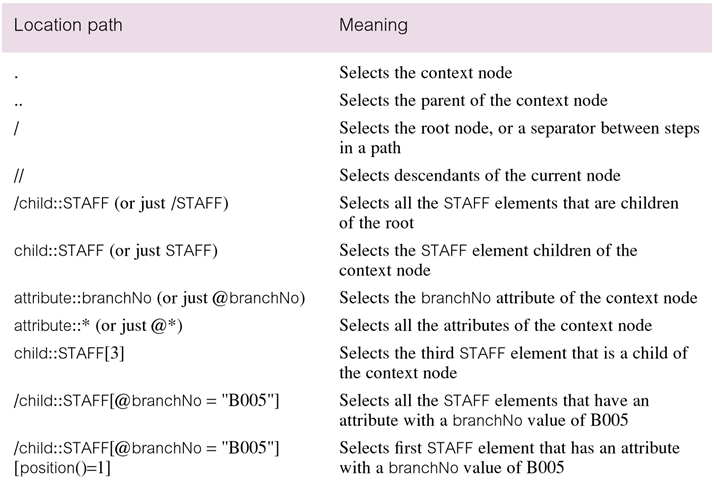 Location path Meaning
. Selects the context node
.. Selects the parent of the context node
/ Selects the root node, or a separator between steps
in a path
// Selects descendants of the current node
/child::STAFF (or just /STAFF) Selects all the STAFF elements that are children
of the root
child::STAFF (or just STAFF) Selects the STAFF element children of the
context node
attribute::branchNo (or just @branchNo) Selects the branchNo attribute of the context node
attribute::* (or just @*) Selects all the attributes of the context node
child::STAFF[3] Selects the third STAFF element that is a child of
the context node
/child::STAFF[@branchNo = "B005"] Selects all the STAFF elements that have an
attribute with a branchNo value of B005
/child::STAFF[@branchNo = "B005"] Selects first STAFF element that has an attribute
[position()=1] with a branchNo value of B005